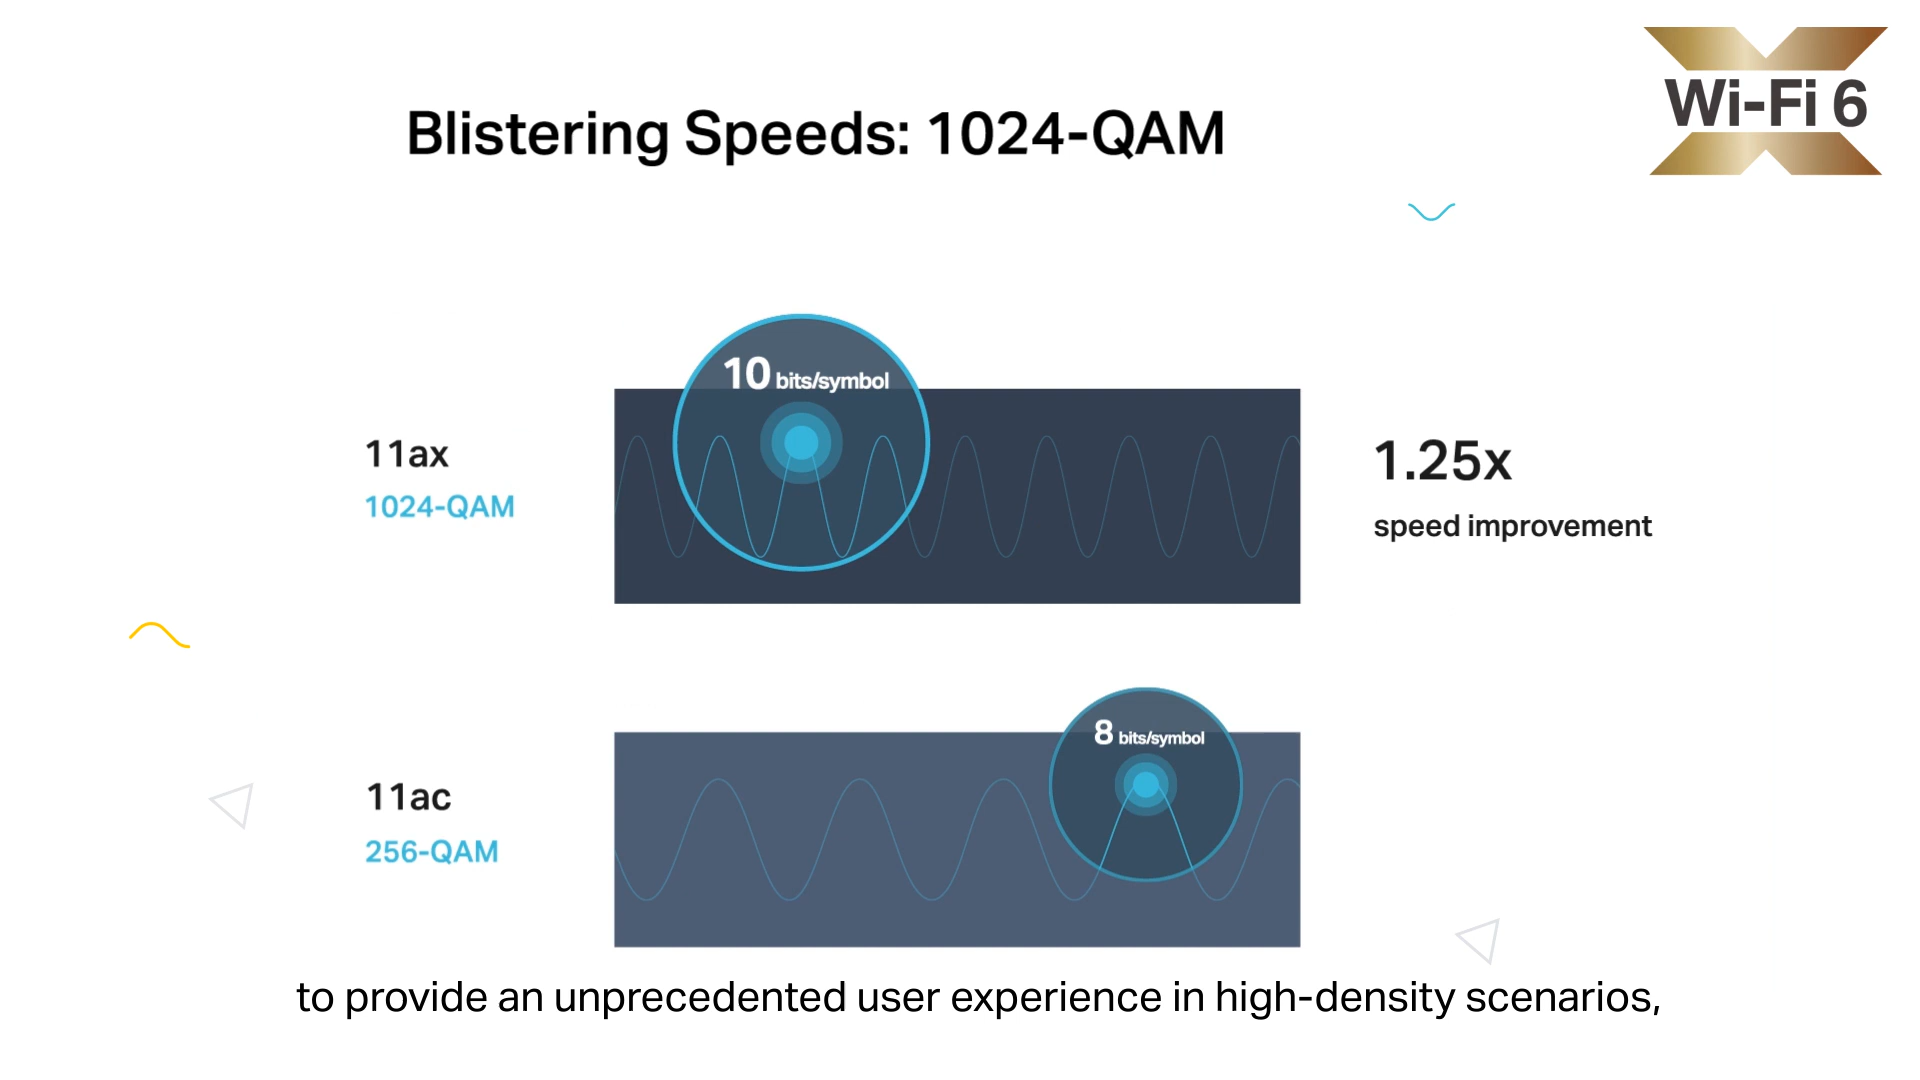 Wi-Fi 6
Blistering Speeds: 1024-QAM
10 bits/symbol
11ax
1024-QAM
1.25x
speed improvement
8 bits/symbol
11ac
256-QAM
to provide an unprecedented user experience in high-density scenarios,